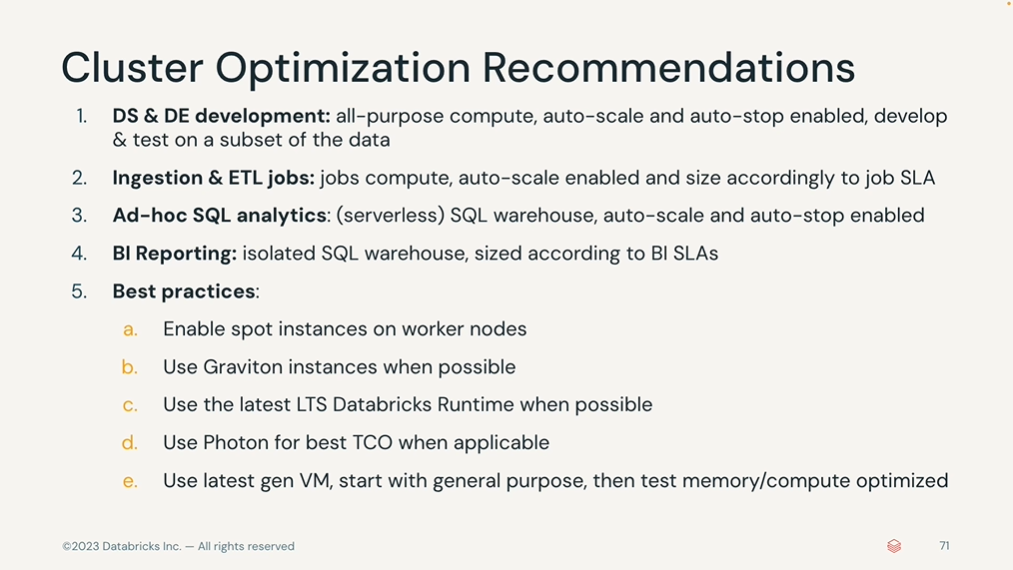 Cluster Optimization Recommendations
1. DS & DE development: all-purpose compute, auto-scale and auto-stop enabled, develop
& test on a subset of the data
2. Ingestion & ETL jobs: jobs compute, auto-scale enabled and size accordingly to job SLA
3. Ad-hoc SQL analytics: (serverless) SQL warehouse, auto-scale and auto-stop enabled
4. BI Reporting: isolated SQL warehouse, sized according to BI SLAs
5. Best practices:
a. Enable spot instances on worker nodes
b. Use Graviton instances when possible
c. Use the latest LTS Databricks Runtime when possible
d. Use Photon for best TCO when applicable
e. Use latest gen VM, start with general purpose, then test memory/compute optimized
©2023 Databricks Inc. — All rights reserved
71